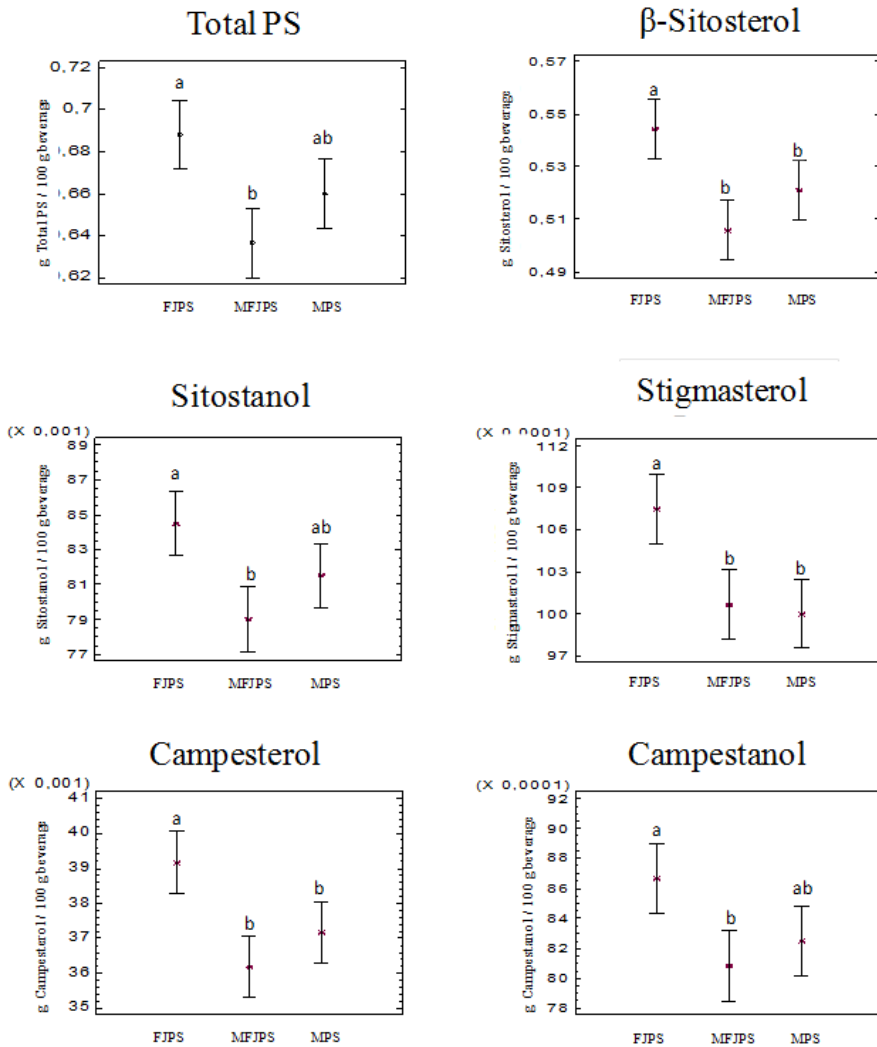 Total PS
g Total PS / 100 g beverage
0,72
0,7
0,68
0,66
0,64
0,62
a
b
ab
FJPS MFJPS MPS
β-Sitosterol
g Sitosterol / 100 g beverage
0,57
0,55
0,53
0,51
0,49
a
b
b
FJPS MFJPS MPS
Sitostanol
(X 0,001)
g Sitostanol / 100 g beverage
89
87
85
83
81
79
77
a
b
ab
FJPS MFJPS MPS
Stigmasterol
(X 0,0001)
g Stigmasterol l / 100 g beverage
112
109
106
103
100
97
a
b
b
FJPS MFJPS MPS
Campesterol
(X 0,001)
g Campesterol / 100 g beverage
41
40
39
38
37
36
35
a
b
b
FJPS MFJPS MPS
Campestanol
(X 0,0001)
g Campestanol / 100 g beverage
92
90
88
86
84
82
80
78
a
b
ab
FJPS MFJPS MPS